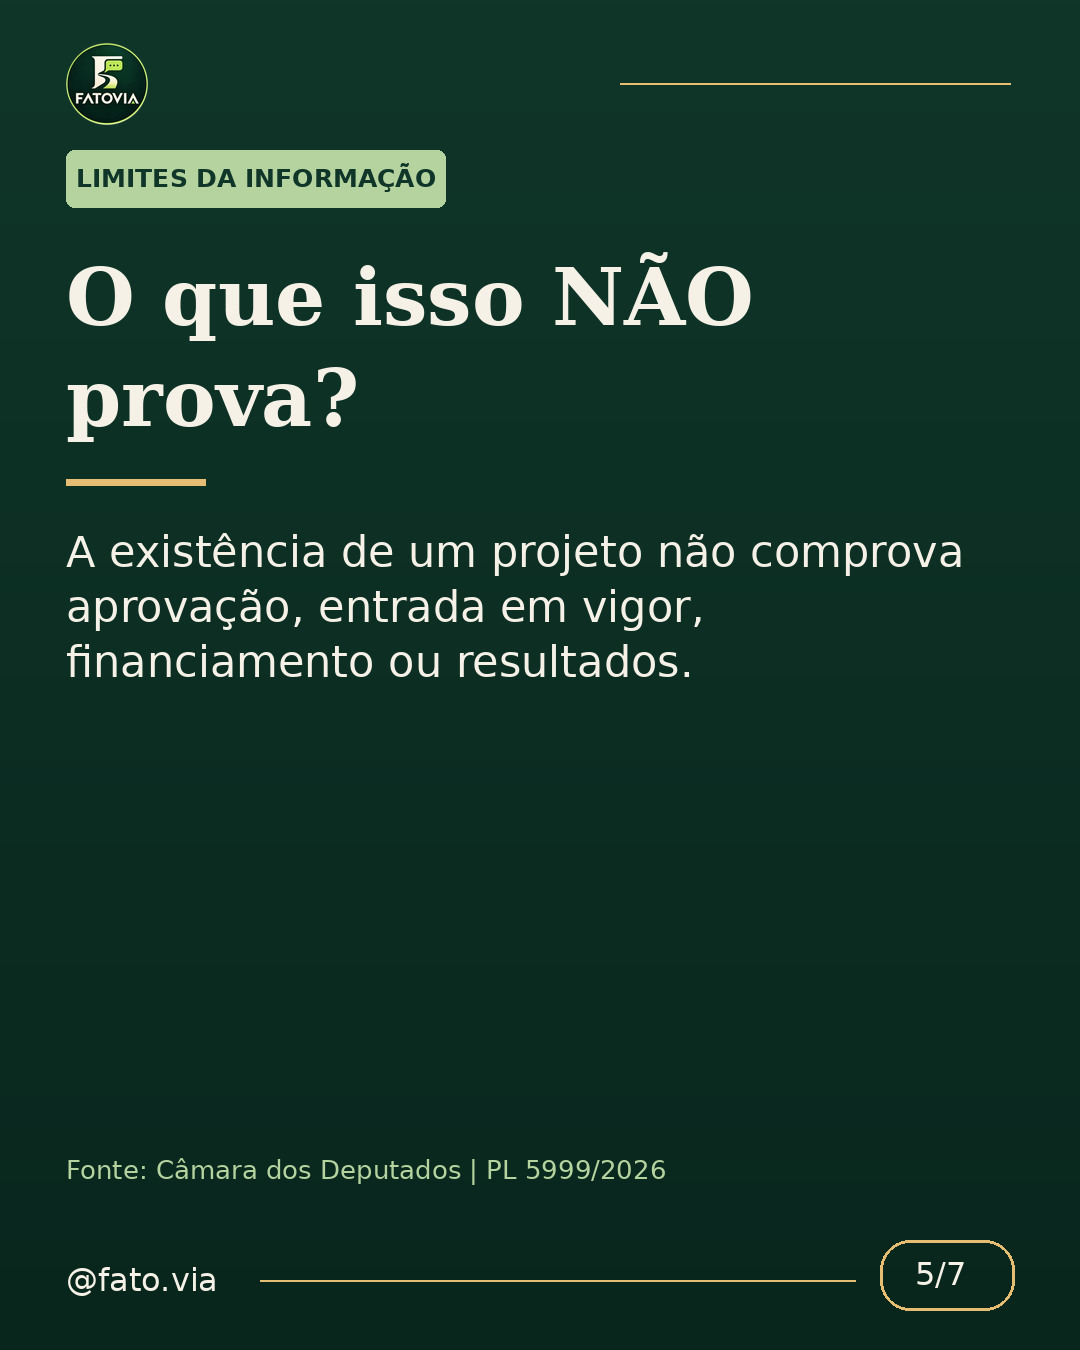 FATOVIA
LIMITES DA INFORMAÇÃO
O que isso NÃO
prova?
A existência de um projeto não comprova
aprovação, entrada em vigor,
financiamento ou resultados.
Fonte: Câmara dos Deputados | PL 5999/2026
@fato.via
5/7